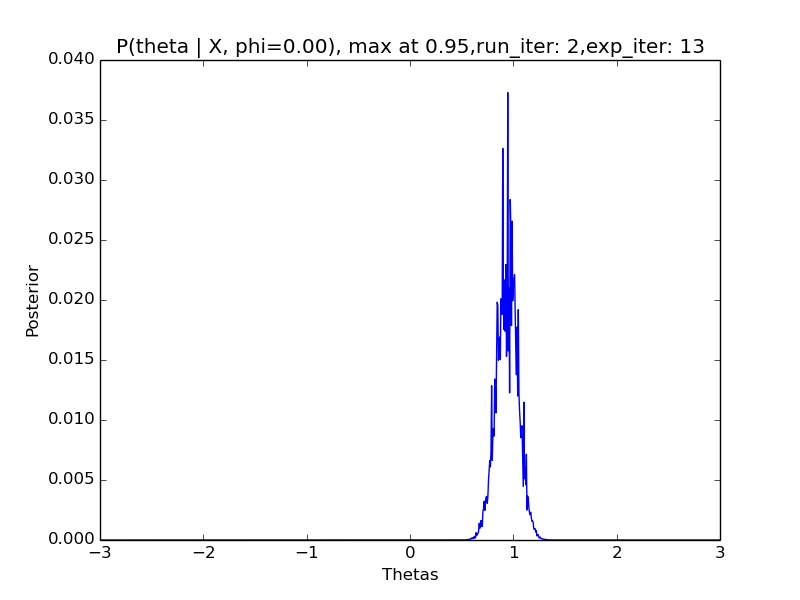 P(theta | X, phi=0.00), max at 0.95,run_iter: 2,exp_iter: 13
0.040
0.035
0.030
0.025
0.020
0.015
0.010
0.005
0.000
Posterior
−3 −2 −1 0 1 2 3
Thetas